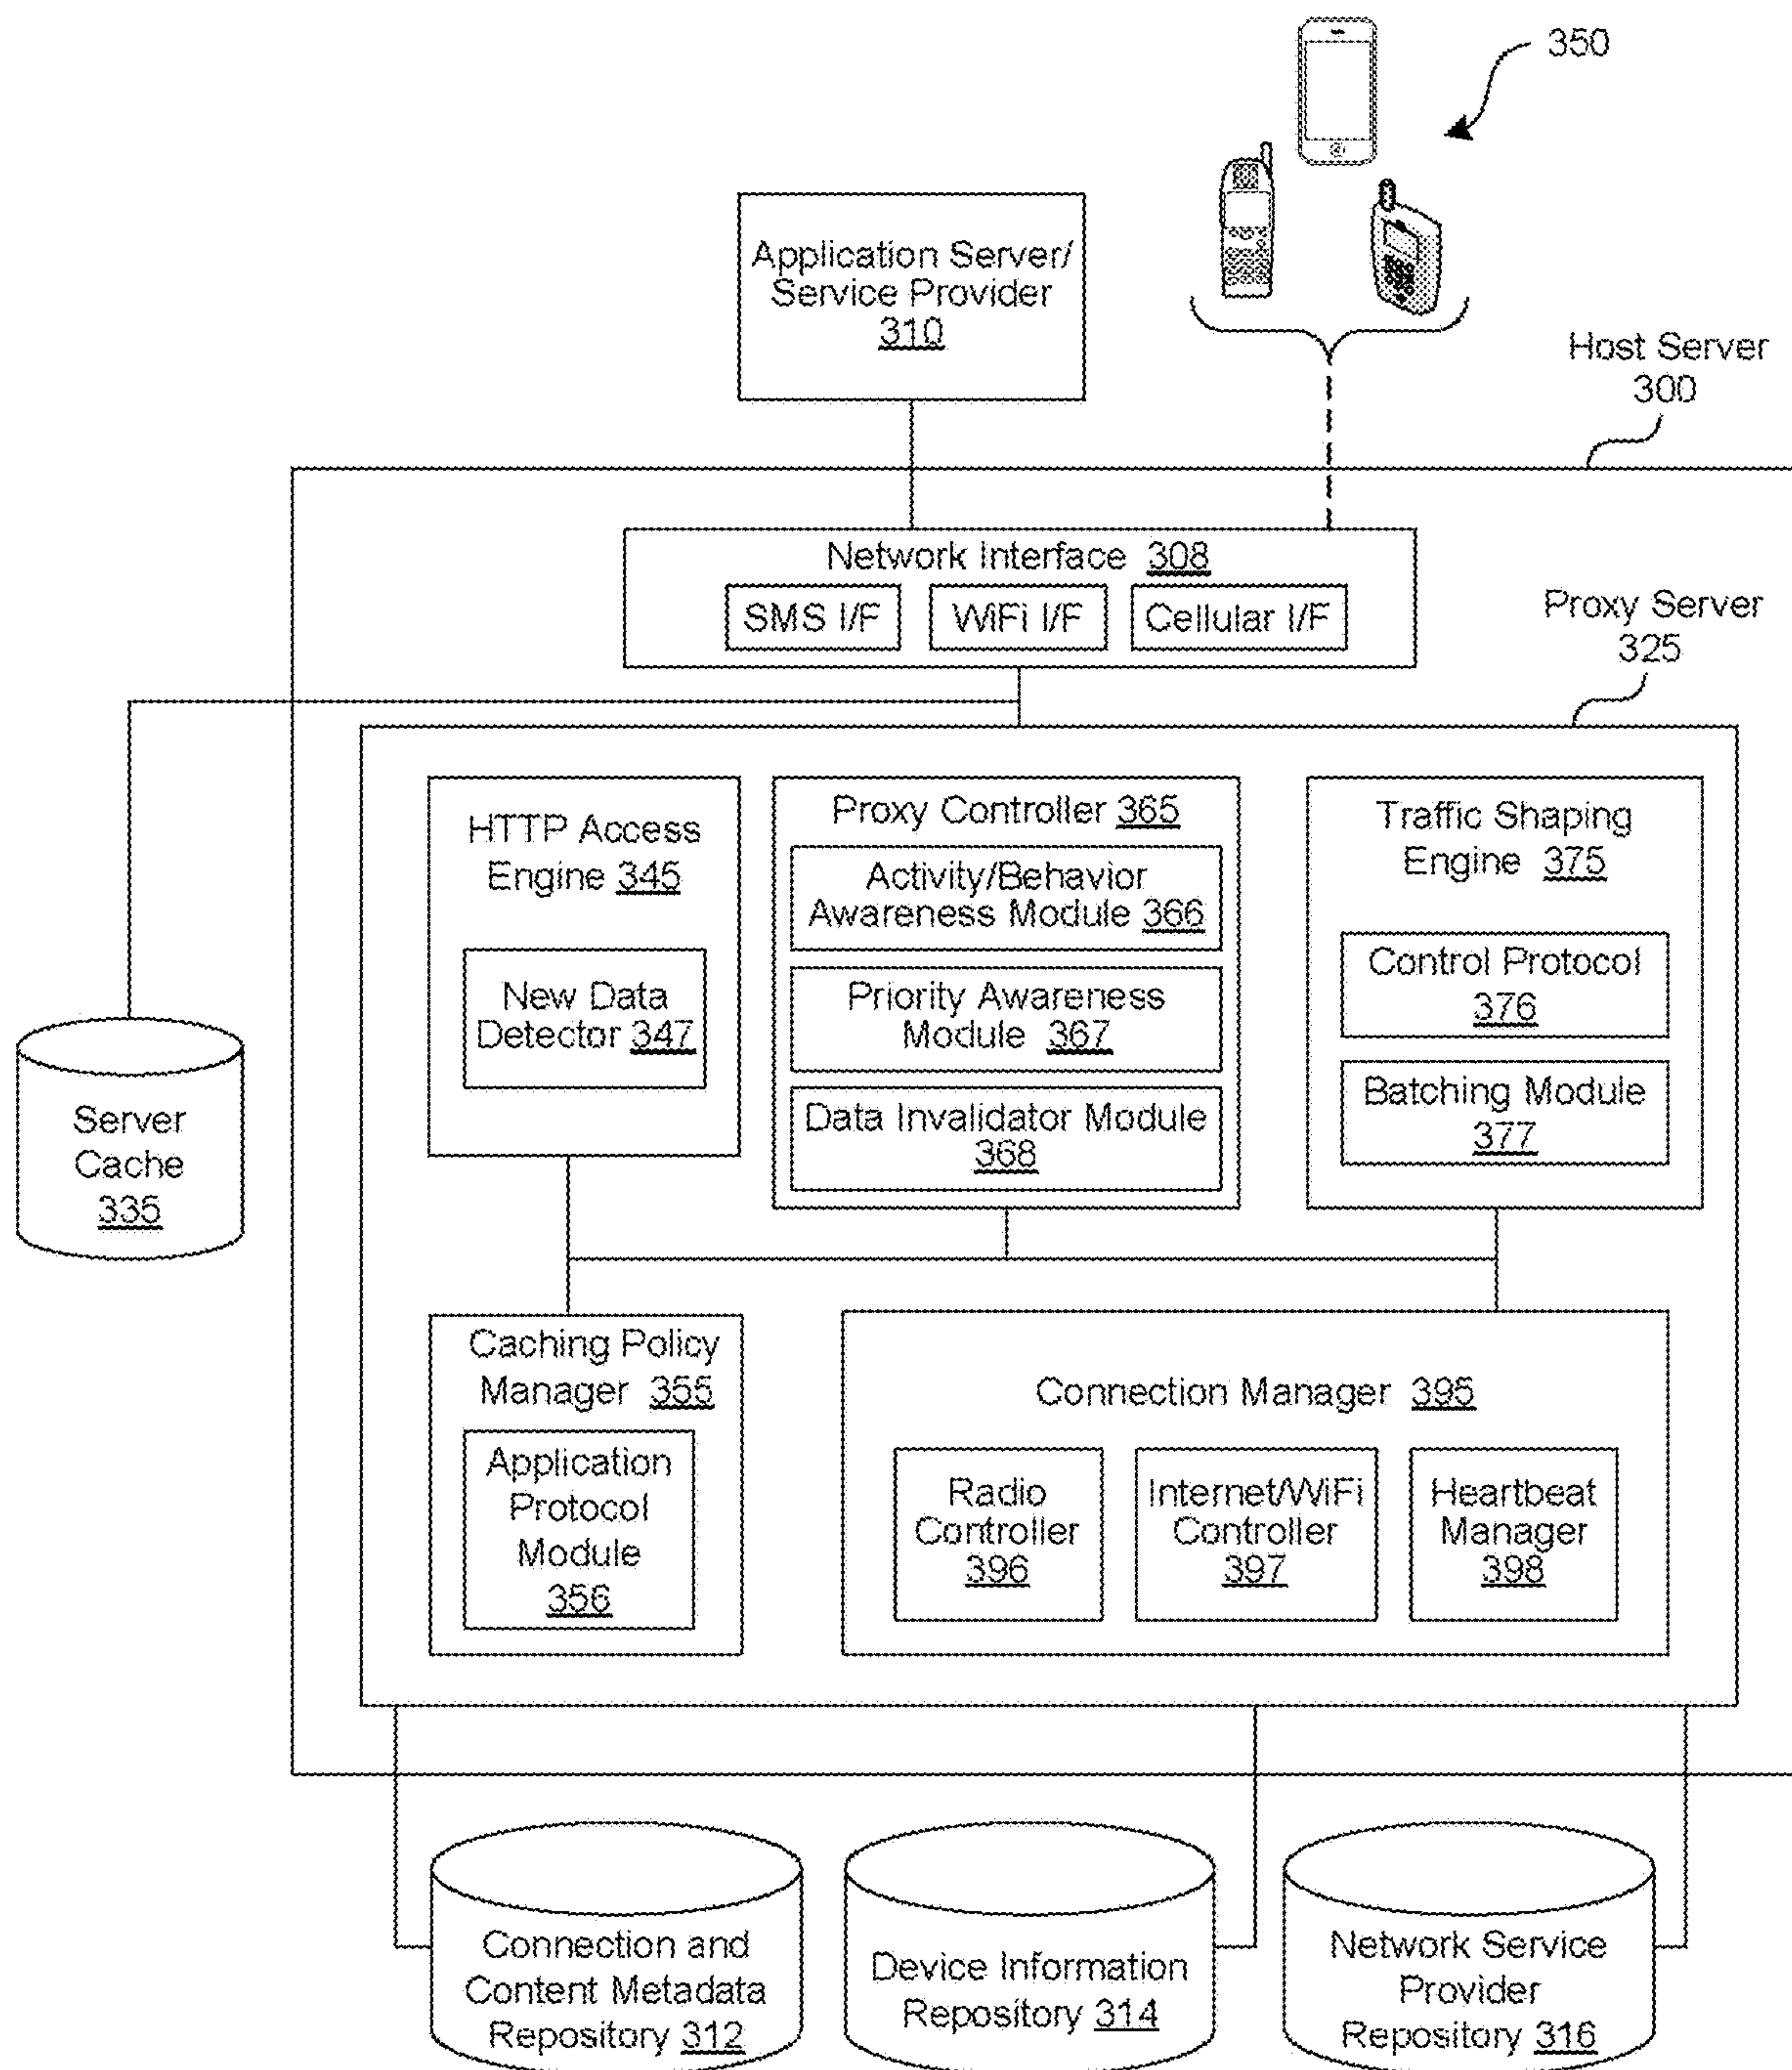 350
Application Server/
Service Provider
310
Host Server
300
Network Interface 308
SMS I/F
WiFi I/F
Cellular I/F
Proxy Server
325
HTTP Access
Engine 345
New Data
Detector 347
Proxy Controller 365
Activity/Behavior
Awareness Module 366
Priority Awareness
Module 367
Data Invalidator Module
368
Traffic Shaping
Engine 375
Control Protocol
376
Batching Module
377
Server
Cache
335
Caching Policy
Manager 355
Application
Protocol
Module
356
Connection Manager 395
Radio
Controller
396
Internet/WiFi
Controller
397
Heartbeat
Manager
398
Connection and
Content Metadata
Repository 312
Device Information
Repository 314
Network Service
Provider
Repository 316